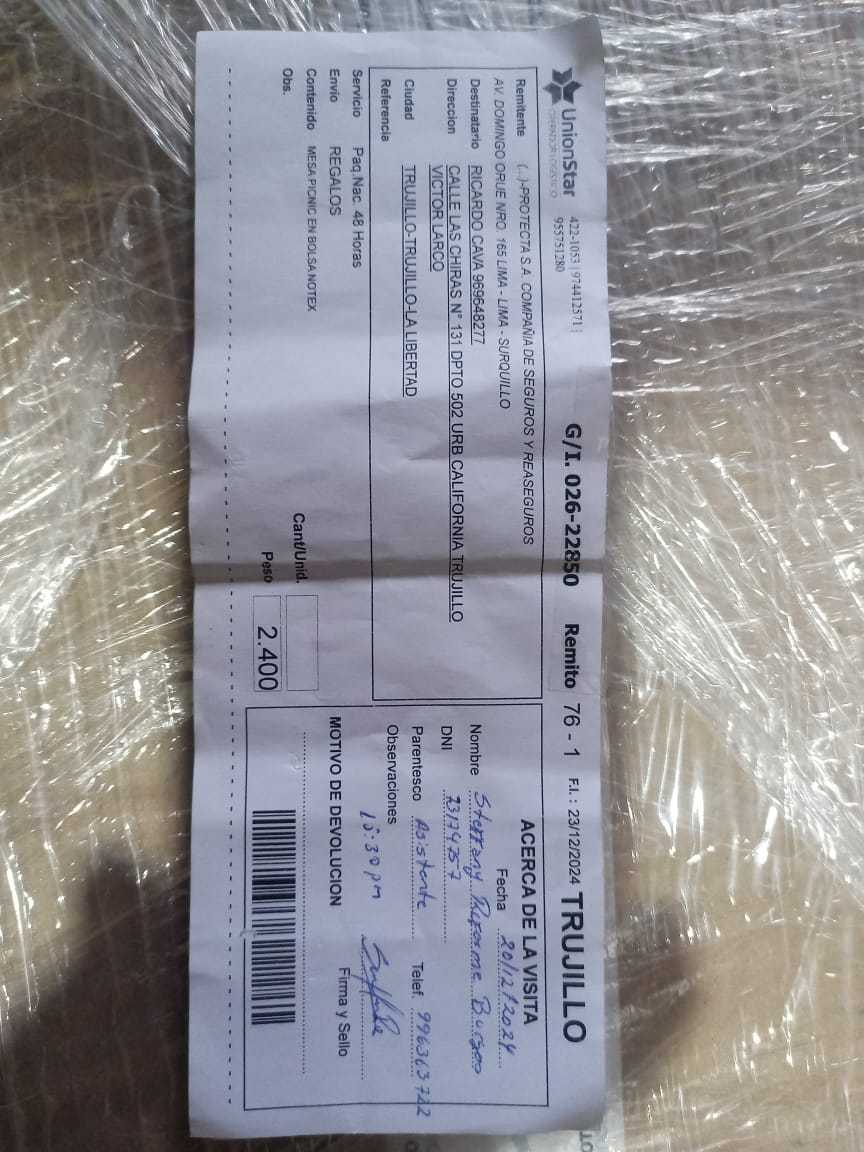 UnionStar
OPERADOR LOGISTICO
422-1053 | 974412571 |
955751280
G/I. 026-22850
Remito 76 - 1
F.I.: 23/12/2024
TRUJILLO
Remitente (...)-PROTECTA S.A. COMPAÑIA DE SEGUROS Y REASEGUROS
AV. DOMINGO ORUE NRO. 165 LIMA - LIMA - SURQUILLO
Destinatario RICARDO CAVA 969648277
Direccion CALLE LAS CHIRAS N° 131 DPTO 502 URB CALIFORNIA TRUJILLO
VICTOR LARCO
Ciudad TRUJILLO-TRUJILLO-LA LIBERTAD
Referencia
Servicio Paq.Nac. 48 Horas
Envio REGALOS
Contenido MESA PICNIC EN BOLSA NOTEX
Obs.
Cant/Unid.
Peso 2.400
ACERCA DE LA VISITA
Fecha 20/12/2024
Nombre
DNI
Parentesco Asistente Telef. 996363722
Observaciones
:30 pm
Firma y Sello
MOTIVO DE DEVOLUCION